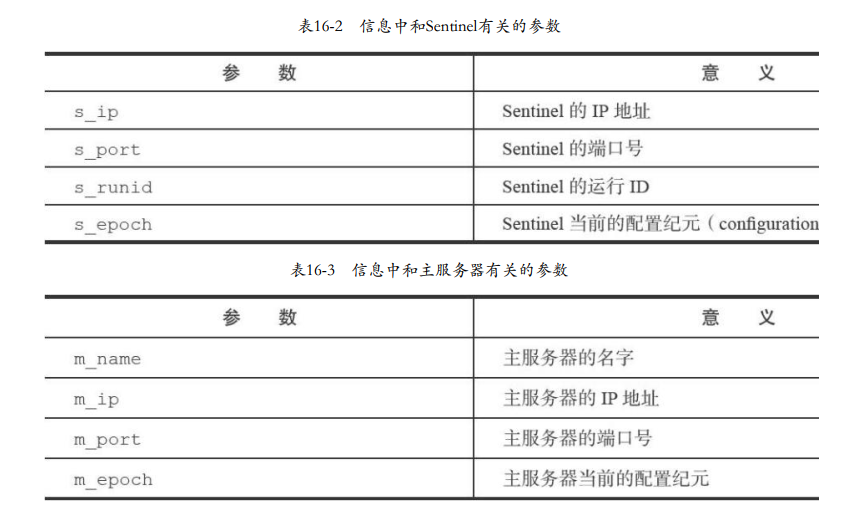 表16-2 信息中和Sentinel有关的参数
参 数 意 义
s_ip Sentinel 的 IP 地址
s_port Sentinel 的端口号
s_runid Sentinel 的运行 ID
s_epoch Sentinel 当前的配置纪元（configuration
表16-3 信息中和主服务器有关的参数
参 数 意 义
m_name 主服务器的名字
m_ip 主服务器的 IP 地址
m_port 主服务器的端口号
m_epoch 主服务器当前的配置纪元